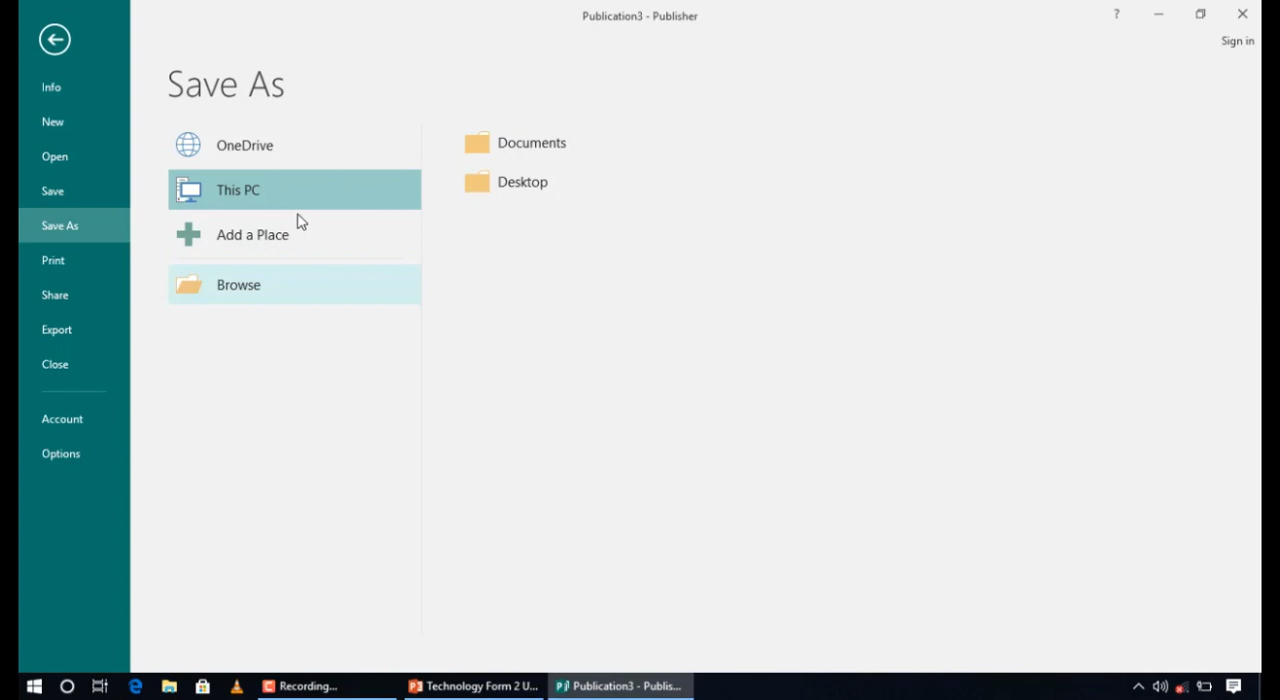 Publication3 - Publisher
?
Sign in
Info
New
Open
Save
Save As
Print
Share
Export
Close
Account
Options
Save As
OneDrive
This PC
Add a Place
Browse
Documents
Desktop
Recording...
Technology Form 2 U...
Publication3 - Publis...